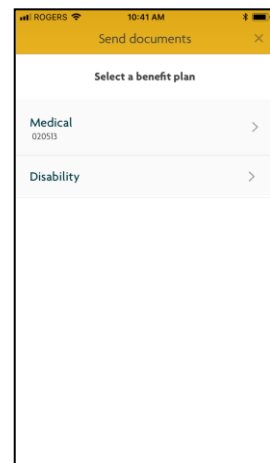 ROGERS 10:41 AM
Send documents ×
Select a benefit plan
Medical
020513
Disability